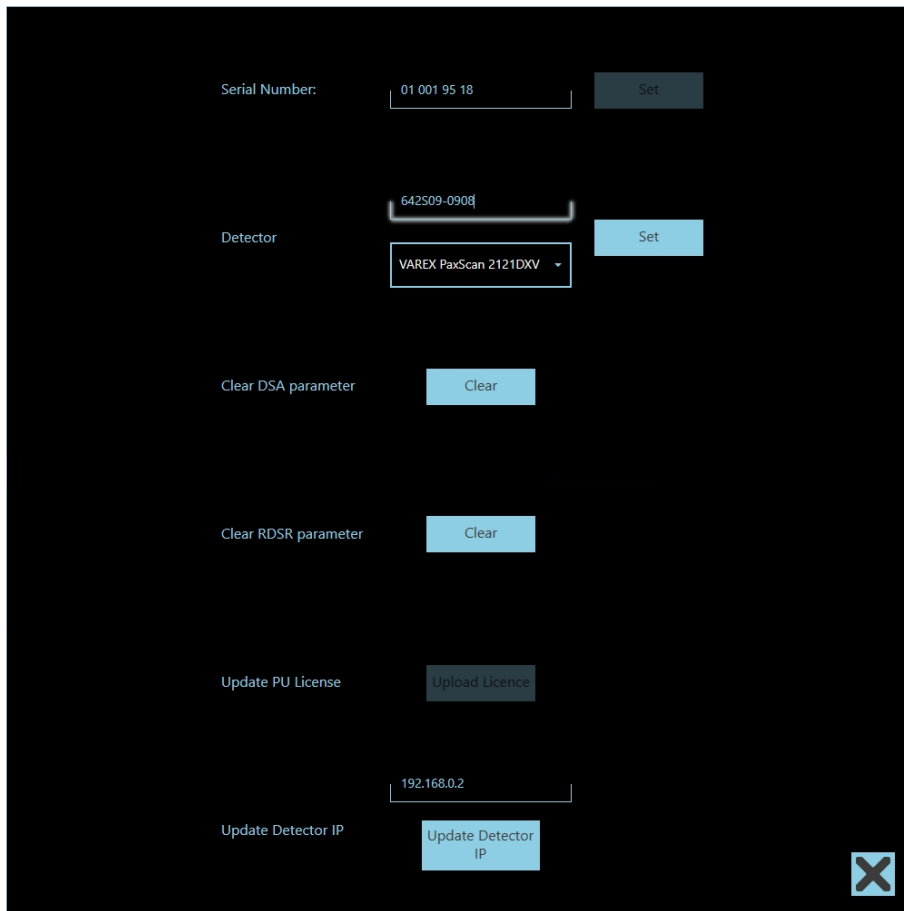 Serial Number:
01 001 95 18
Set
642S09-0908
Detector
Set
VAREX PaxScan 2121DXV
Clear DSA parameter
Clear
Clear RDSR parameter
Clear
Update PU License
Upload Licence
192.168.0.2
Update Detector IP
Update Detector
IP